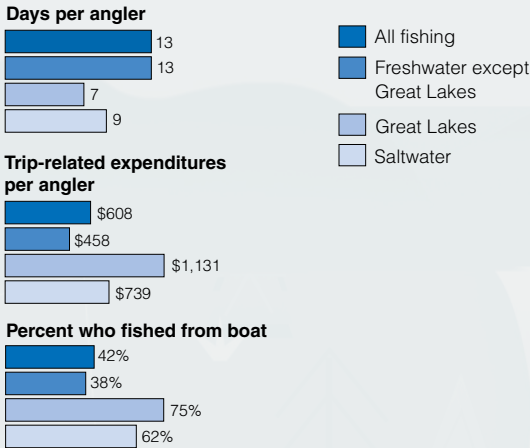 Days per angler
13
13
7
9
All fishing
Freshwater except
Great Lakes
Great Lakes
Saltwater
Trip-related expenditures
per angler
$608
$458
$1,131
$739
Percent who fished from boat
42%
38%
75%
62%